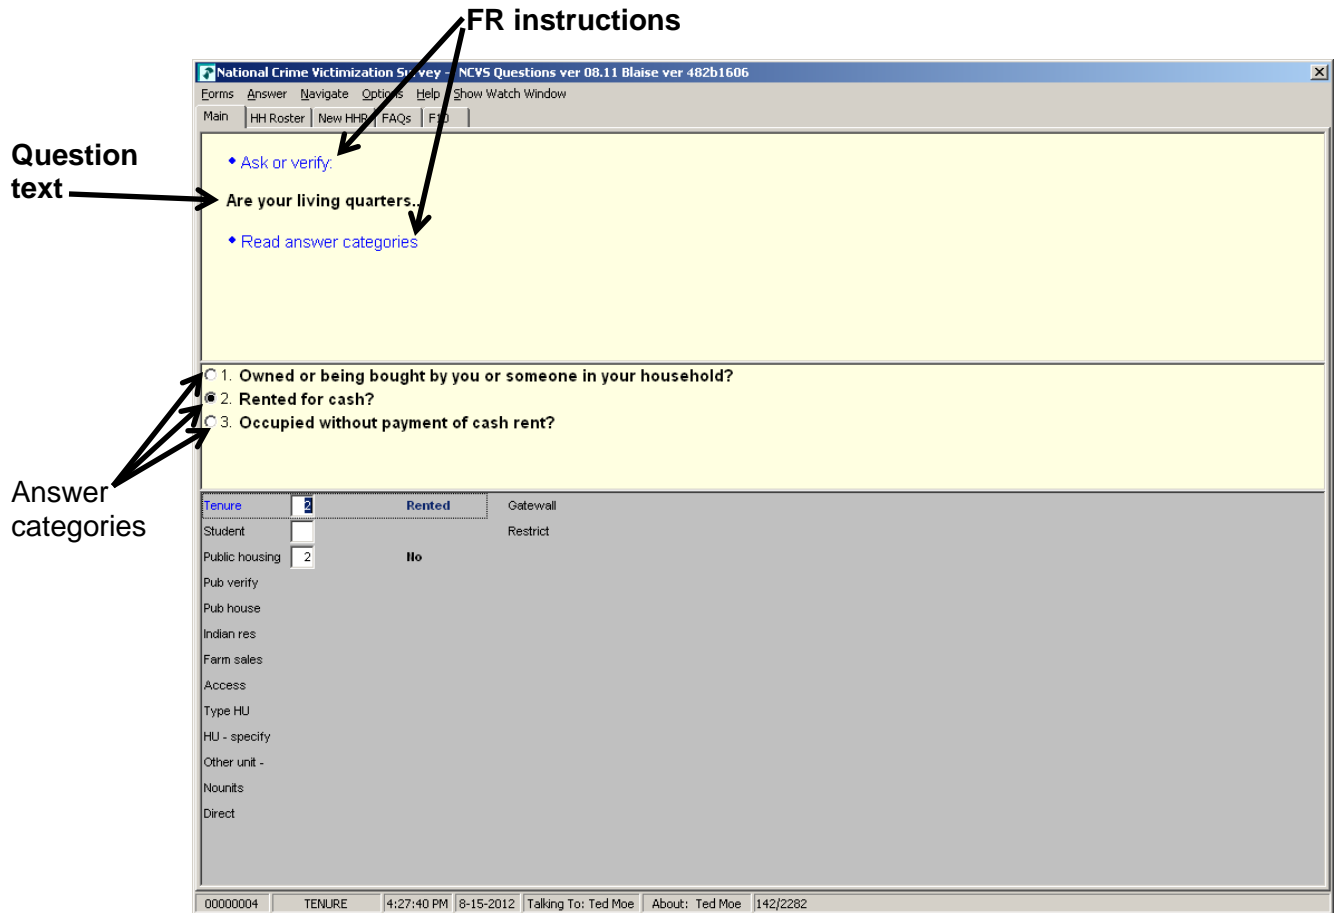 FR instructions
National Crime Victimization Survey - NCVS Questions ver 08.11 Blaise ver 482b1606
Forms Answer Navigate Options Help Show Watch Window
Main HH Roster New HHR FAQs F10
Question
text
Ask or verify:
Are your living quarters..
Read answer categories
1. Owned or being bought by you or someone in your household?
2. Rented for cash?
3. Occupied without payment of cash rent?
Answer
categories
Tenure 2 Rented Gatewall
Student Restrict
Public housing 2 No
Pub verify
Pub house
Indian res
Farm sales
Access
Type HU
HU - specify
Other unit -
Nounits
Direct
00000004 TENURE 4:27:40 PM 8-15-2012 Talking To: Ted Moe About: Ted Moe 142/2282